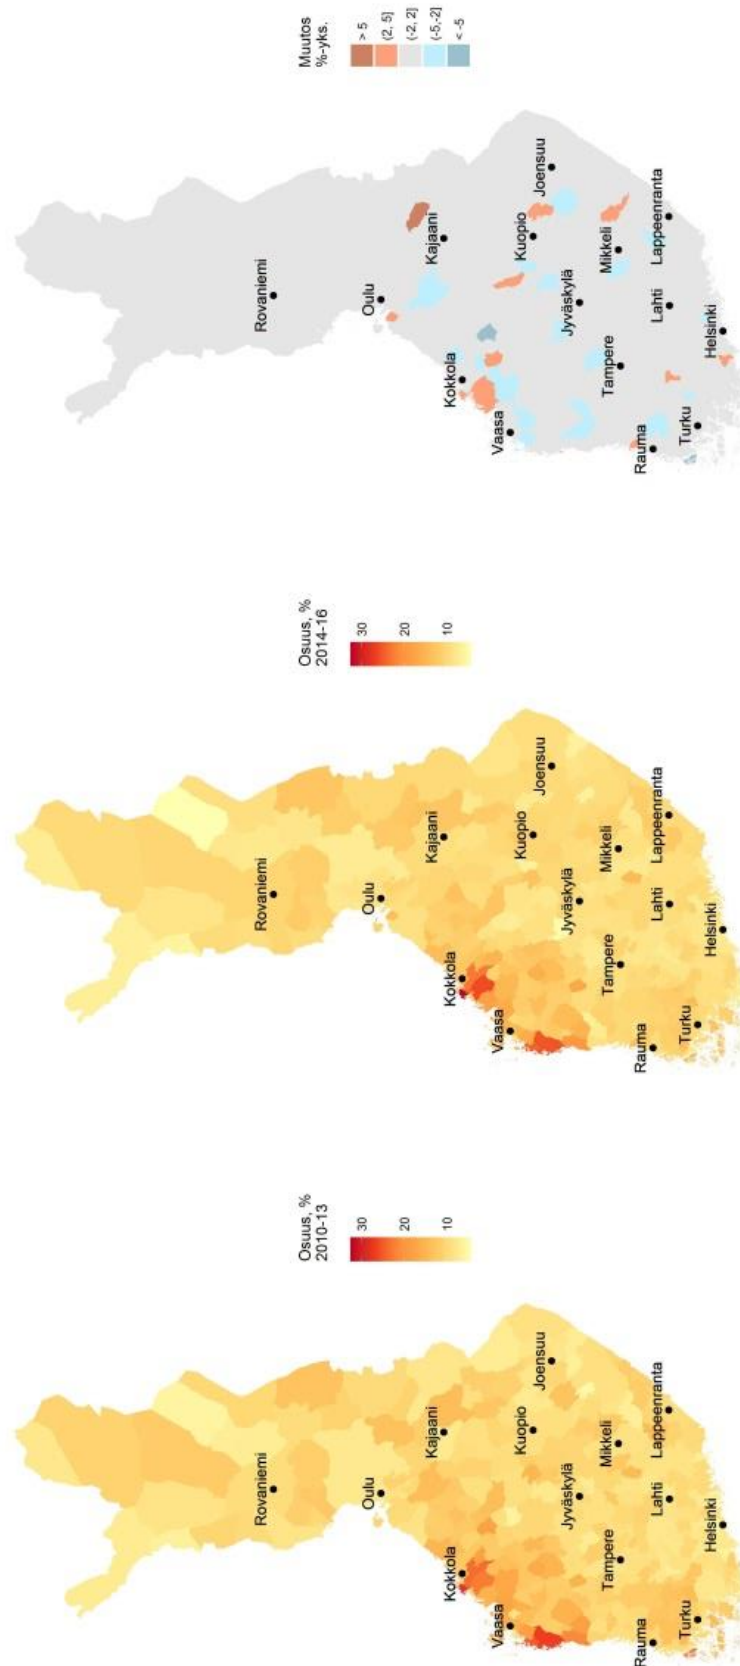 Osuus, %
2010-13
30
20
10
Rovaniemi
Oulu
Kajaani
Kokkola
Vaasa
Kuopio
Joensuu
Jyväskylä
Mikkeli
Tampere
Lappeenranta
Lahti
Rauma
Turku
Helsinki
Osuus, %
2014-16
30
20
10
Rovaniemi
Oulu
Kajaani
Kokkola
Vaasa
Kuopio
Joensuu
Jyväskylä
Mikkeli
Tampere
Lappeenranta
Lahti
Rauma
Turku
Helsinki
Muutos
%-yks.
> 5
(2, 5]
(-2, 2]
(-5,-2]
< -5
Rovaniemi
Oulu
Kajaani
Kokkola
Vaasa
Kuopio
Joensuu
Jyväskylä
Mikkeli
Tampere
Lappeenranta
Lahti
Rauma
Turku
Helsinki